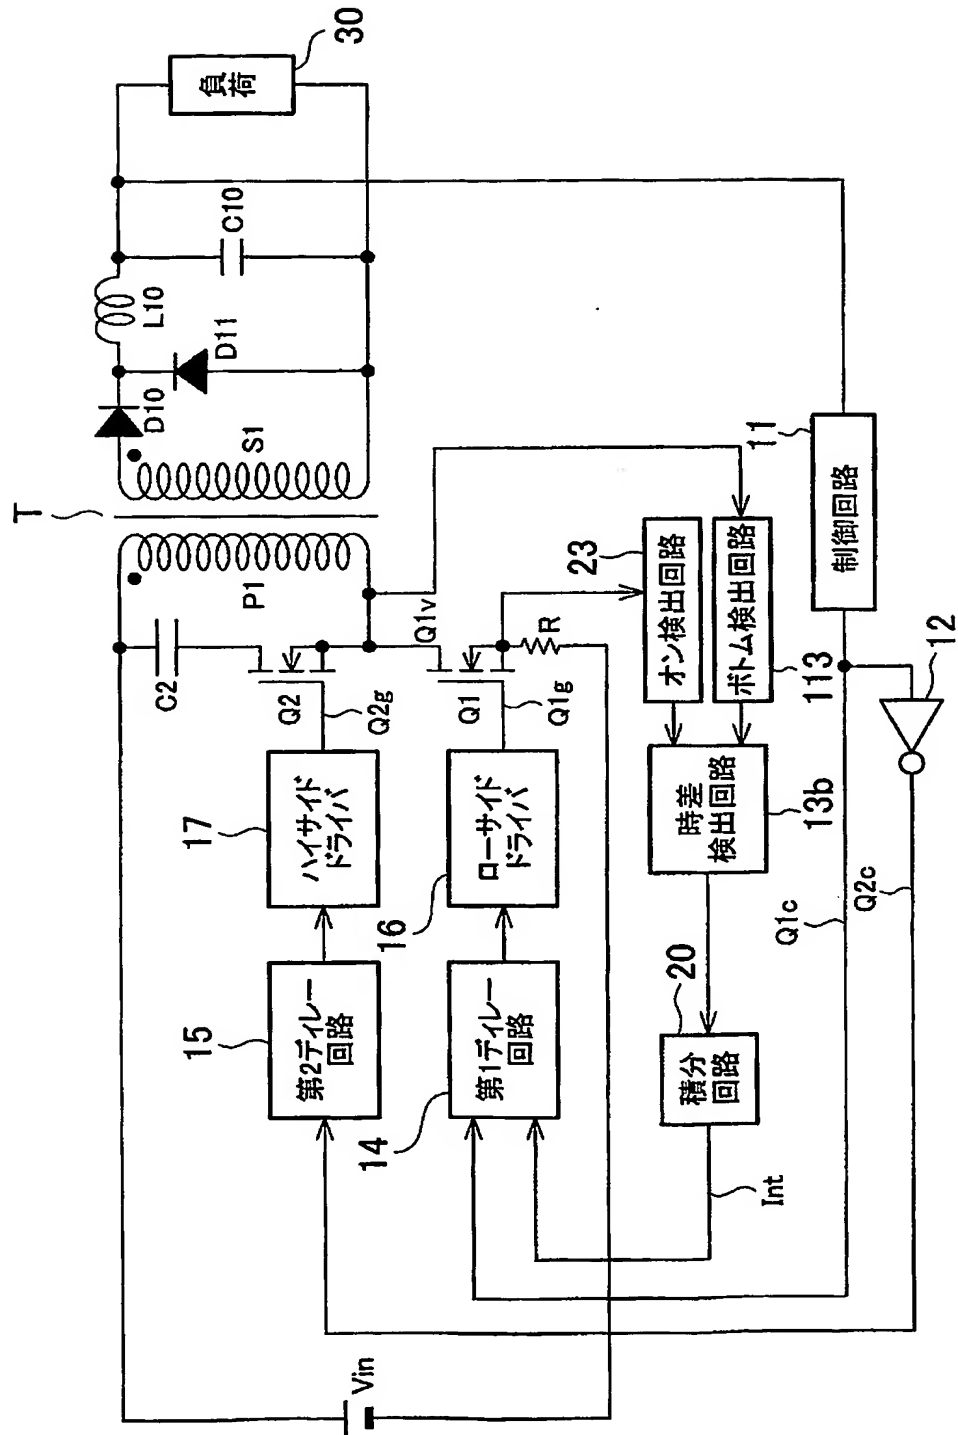 T
30
負荷
C10
L10
D11
D10
S1
P1
C2
Q2
Q2g
Q1v
Q1
Q1g
R
Vin
17
ハイサイド
ドライバ
16
ローサイド
ドライバ
15
第2ディレー
回路
14
第1ディレー
回路
23
オン検出回路
ボトム検出回路
113
時差
検出回路
13b
20
積分
回路
Int
11
制御回路
12
Q1c
Q2c